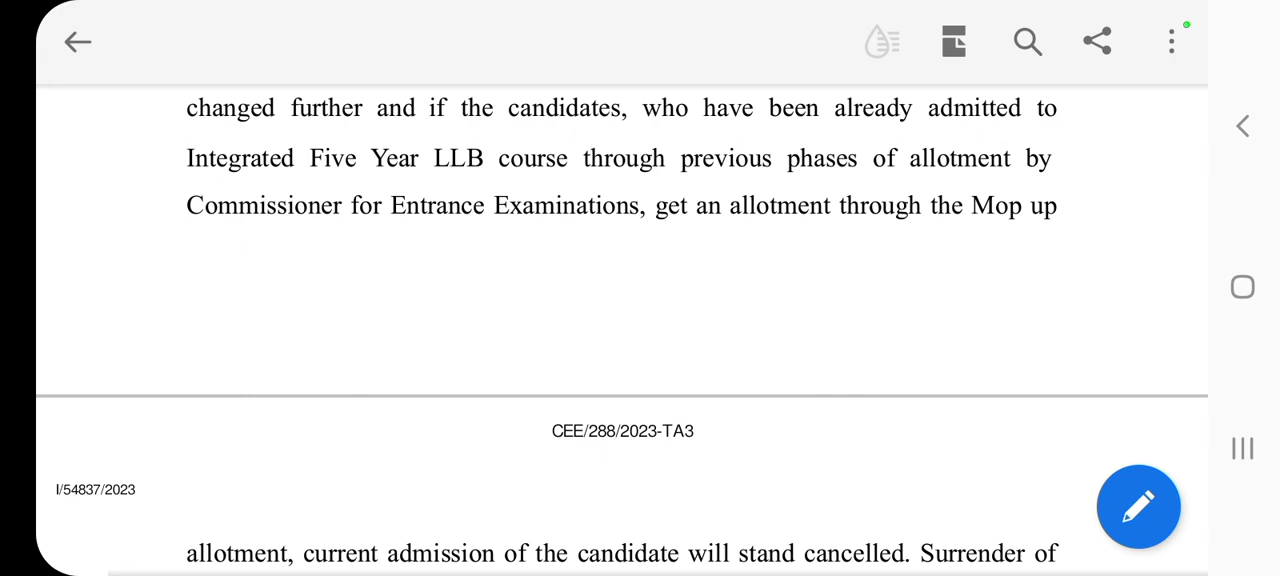 changed further and if the candidates, who have been already admitted to
Integrated Five Year LLB course through previous phases of allotment by
Commissioner for Entrance Examinations, get an allotment through the Mop up
CEE/288/2023-TA3
I/54837/2023
allotment, current admission of the candidate will stand cancelled. Surrender of